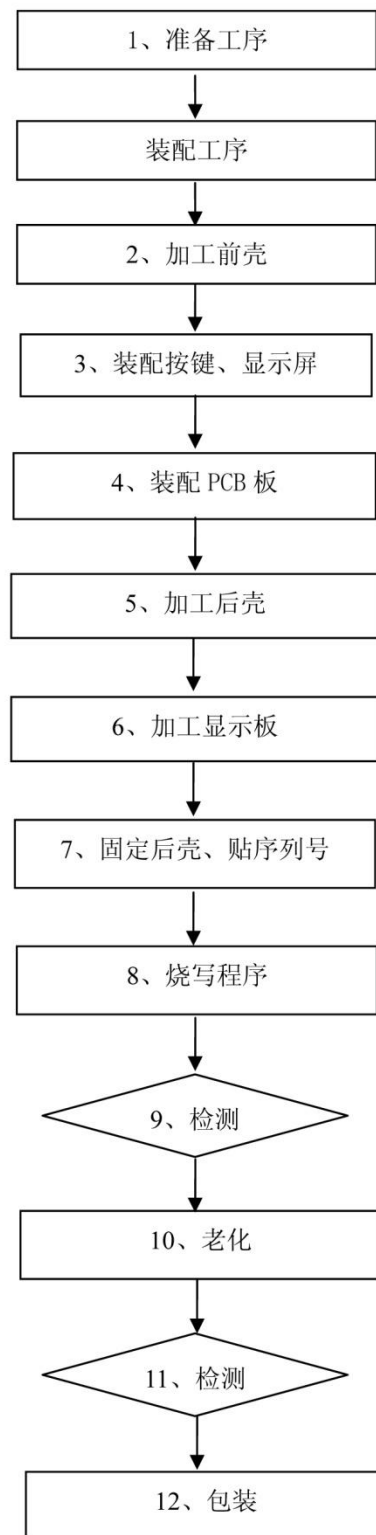 1、准备工序
装配工序
2、加工前壳
3、装配按键、显示屏
4、装配 PCB 板
5、加工后壳
6、加工显示板
7、固定后壳、贴序列号
8、烧写程序
9、检测
10、老化
11、检测
12、包装